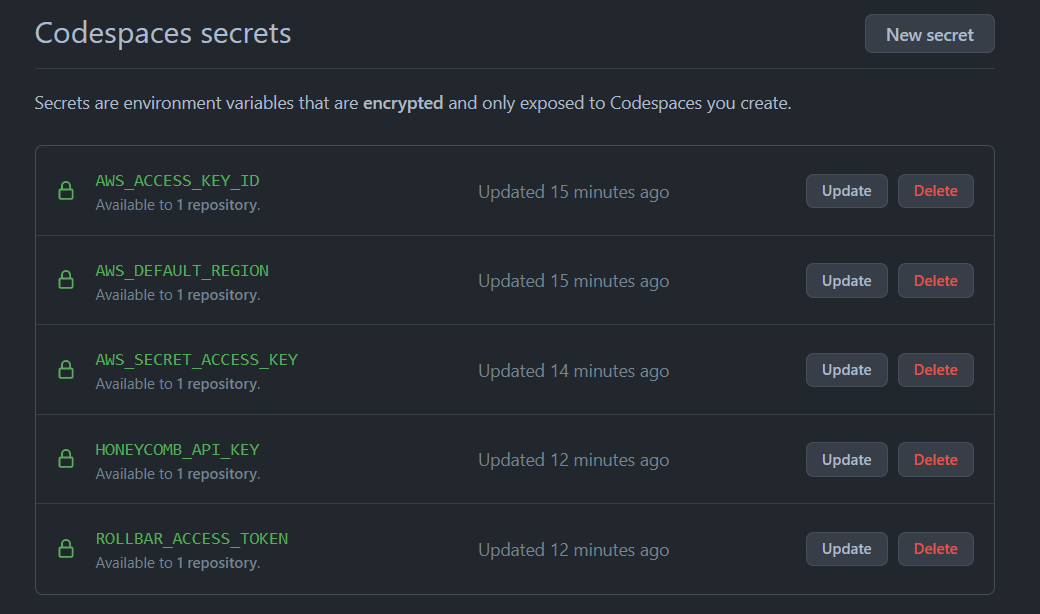 Codespaces secrets
New secret
Secrets are environment variables that are encrypted and only exposed to Codespaces you create.
AWS_ACCESS_KEY_ID
Available to 1 repository.
Updated 15 minutes ago
Update
Delete
AWS_DEFAULT_REGION
Available to 1 repository.
Updated 15 minutes ago
Update
Delete
AWS_SECRET_ACCESS_KEY
Available to 1 repository.
Updated 14 minutes ago
Update
Delete
HONEYCOMB_API_KEY
Available to 1 repository.
Updated 12 minutes ago
Update
Delete
ROLLBAR_ACCESS_TOKEN
Available to 1 repository.
Updated 12 minutes ago
Update
Delete